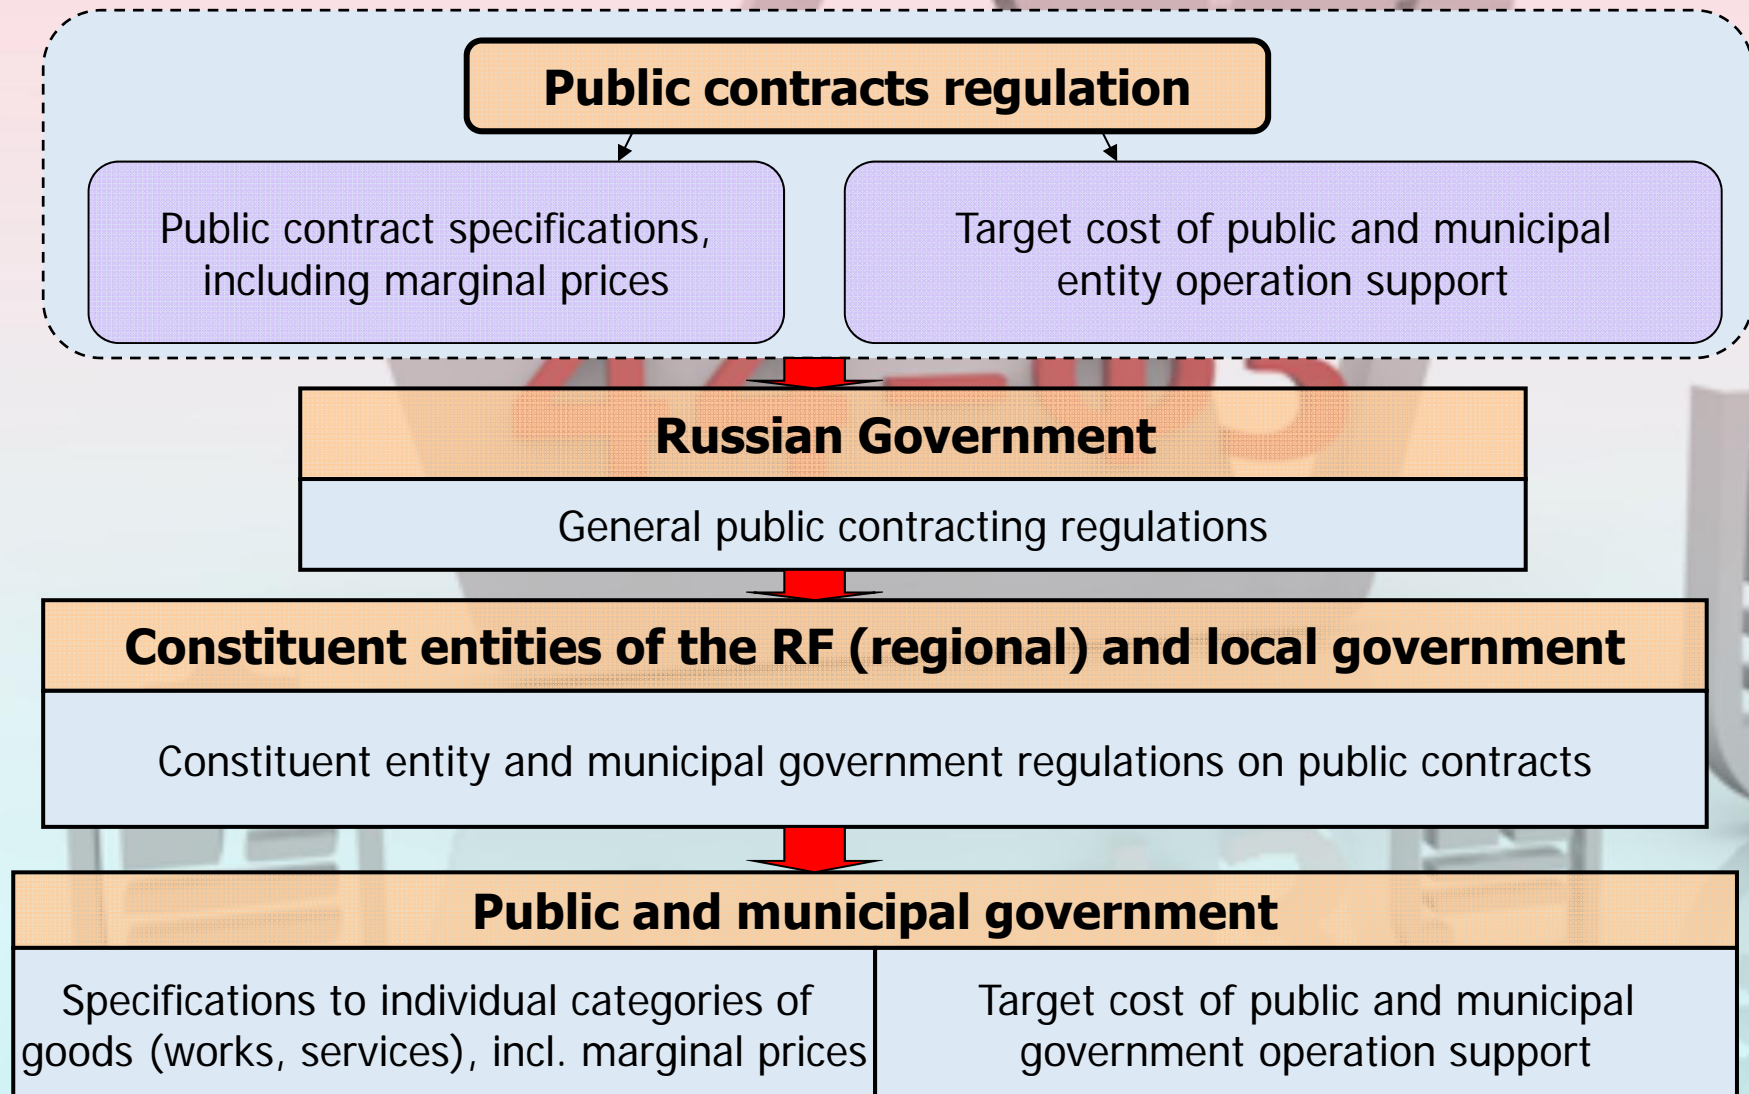 Public contracts regulation
Public contract specifications,
including marginal prices
Target cost of public and municipal
entity operation support
44-ФЗ
Russian Government
General public contracting regulations
Constituent entities of the RF (regional) and local government
Constituent entity and municipal government regulations on public contracts
Public and municipal government
Specifications to individual categories of
goods (works, services), incl. marginal prices
Target cost of public and municipal
government operation support